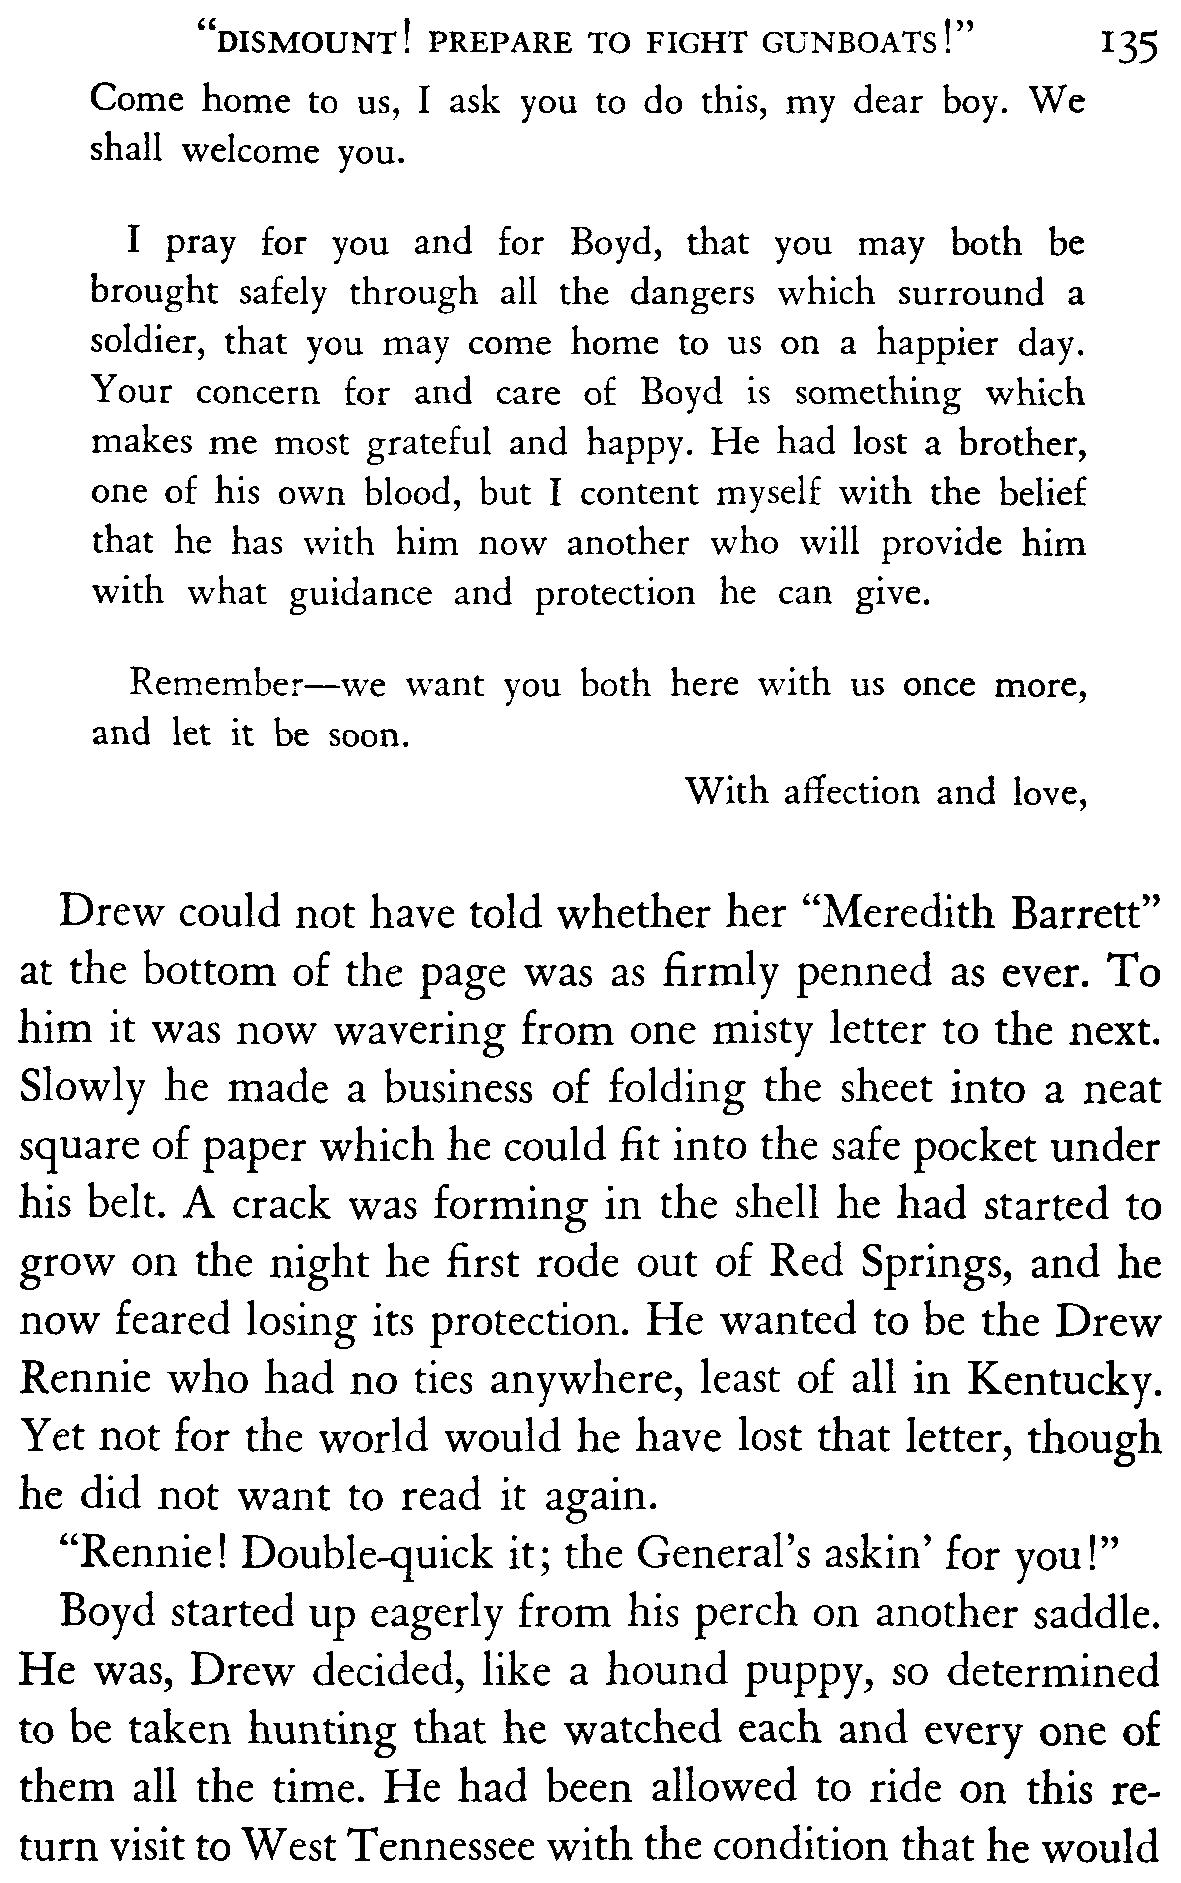 “DISMOUNT! PREPARE TO FIGHT GUNBOATS!” 135
Come home to us, I ask you to do this, my dear boy. We
shall welcome you.
I pray for you and for Boyd, that you may both be
brought safely through all the dangers which surround a
soldier, that you may come home to us on a happier day.
Your concern for and care of Boyd is something which
makes me most grateful and happy. He had lost a brother,
one of his own blood, but I content myself with the belief
that he has with him now another who will provide him
with what guidance and protection he can give.
Remember—we want you both here with us once more,
and let it be soon.
With affection and love,
Drew could not have told whether her “Meredith Barrett”
at the bottom of the page was as firmly penned as ever. To
him it was now wavering from one misty letter to the next.
Slowly he made a business of folding the sheet into a neat
square of paper which he could fit into the safe pocket under
his belt. A crack was forming in the shell he had started to
grow on the night he first rode out of Red Springs, and he
now feared losing its protection. He wanted to be the Drew
Rennie who had no ties anywhere, least of all in Kentucky.
Yet not for the world would he have lost that letter, though
he did not want to read it again.
“Rennie! Double-quick it; the General’s askin’ for you!”
Boyd started up eagerly from his perch on another saddle.
He was, Drew decided, like a hound puppy, so determined
to be taken hunting that he watched each and every one of
them all the time. He had been allowed to ride on this re-
turn visit to West Tennessee with the condition that he would